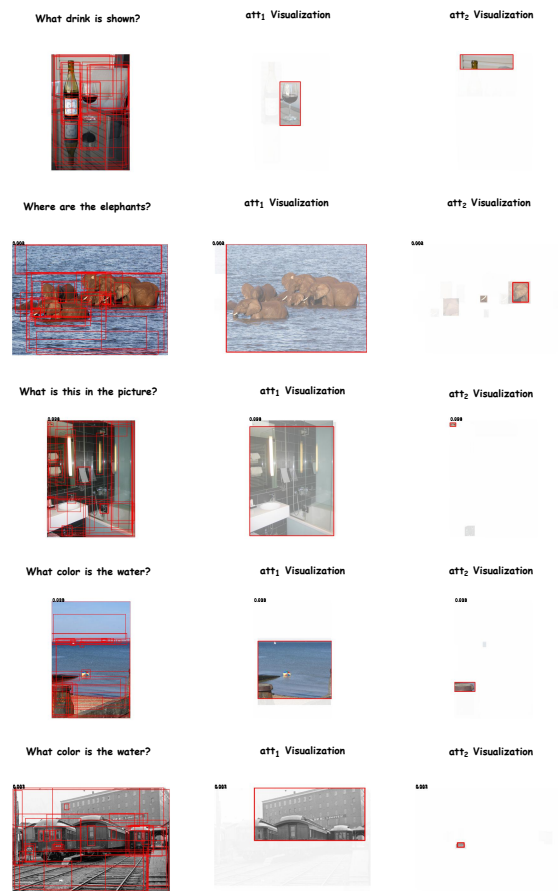 What drink is shown?
att1 Visualization
att2 Visualization
Where are the elephants?
att1 Visualization
att2 Visualization
What is this in the picture?
att1 Visualization
att2 Visualization
What color is the water?
att1 Visualization
att2 Visualization
What color is the water?
att1 Visualization
att2 Visualization